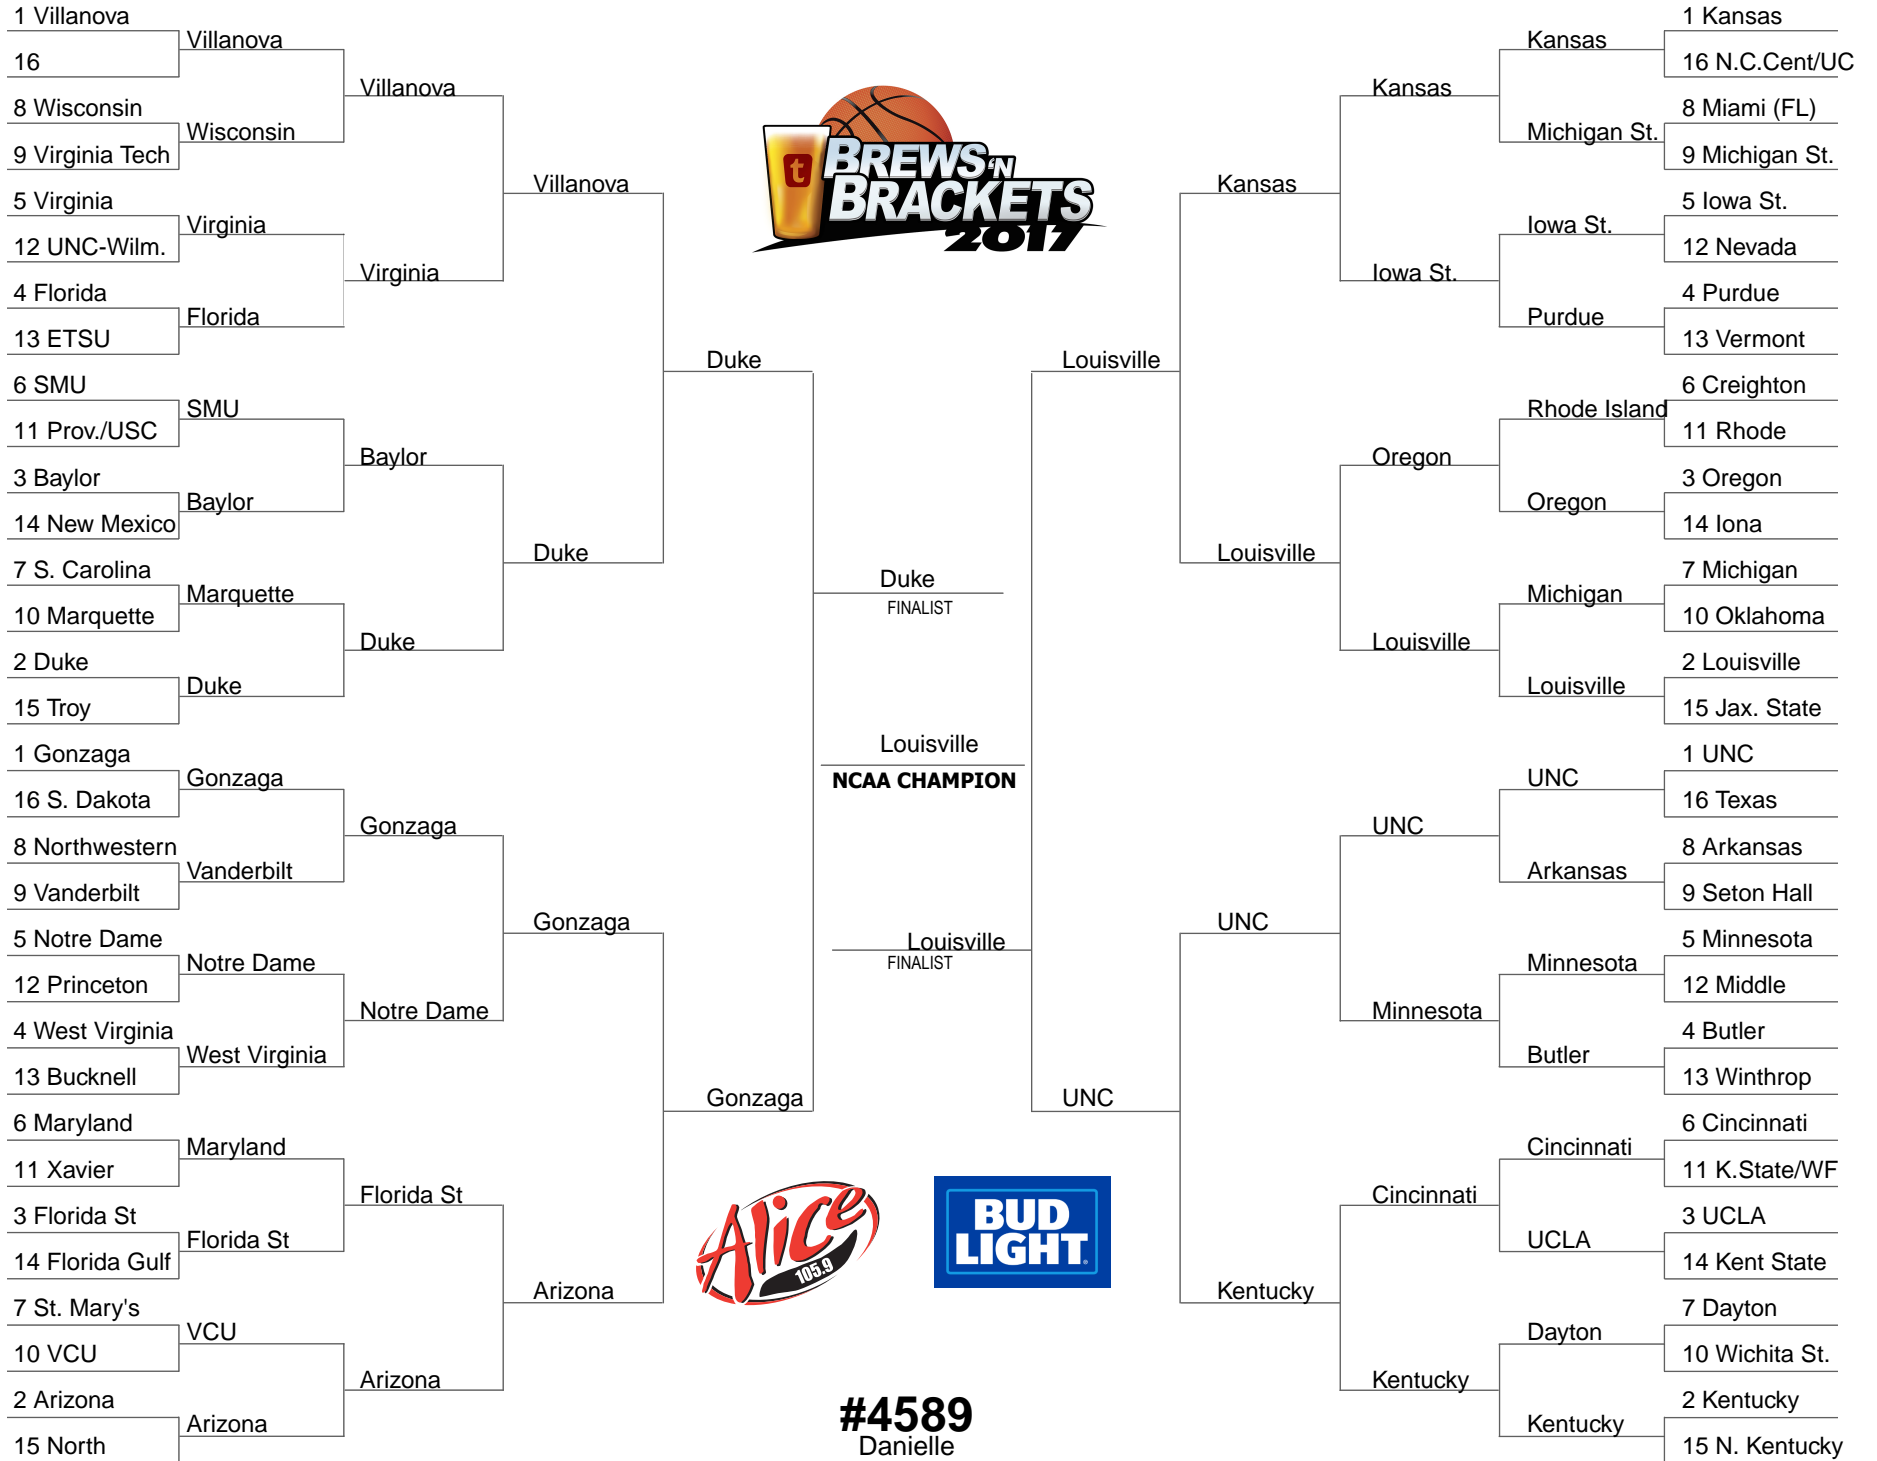 1 Villanova
16
8 Wisconsin
9 Virginia Tech
5 Virginia
12 UNC-Wilm.
4 Florida
13 ETSU
6 SMU
11 Prov./USC
3 Baylor
14 New Mexico
7 S. Carolina
10 Marquette
2 Duke
15 Troy
1 Gonzaga
16 S. Dakota
8 Northwestern
9 Vanderbilt
5 Notre Dame
12 Princeton
4 West Virginia
13 Bucknell
6 Maryland
11 Xavier
3 Florida St
14 Florida Gulf
7 St. Mary's
10 VCU
2 Arizona
15 North
Villanova
Wisconsin
Virginia
Florida
SMU
Baylor
Marquette
Duke
Gonzaga
Vanderbilt
Notre Dame
West Virginia
Maryland
Florida St
VCU
Arizona
Villanova
Virginia
Baylor
Duke
Gonzaga
Notre Dame
Florida St
Arizona
Villanova
Duke
Gonzaga
Arizona
Duke
Gonzaga
t
BREWS 'N
BRACKETS
2017
Duke
FINALIST
Louisville
NCAA CHAMPION
Louisville
FINALIST
Alice
105.9
BUD
LIGHT
#4589
Danielle
Louisville
UNC
Kansas
Louisville
UNC
Kentucky
Kansas
Iowa St.
Oregon
Louisville
UNC
Minnesota
Cincinnati
Kentucky
Kansas
Michigan St.
Iowa St.
Purdue
Rhode Island
Oregon
Michigan
Louisville
UNC
Arkansas
Minnesota
Butler
Cincinnati
UCLA
Dayton
Kentucky
1 Kansas
16 N.C.Cent/UC
8 Miami (FL)
9 Michigan St.
5 Iowa St.
12 Nevada
4 Purdue
13 Vermont
6 Creighton
11 Rhode
3 Oregon
14 Iona
7 Michigan
10 Oklahoma
2 Louisville
15 Jax. State
1 UNC
16 Texas
8 Arkansas
9 Seton Hall
5 Minnesota
12 Middle
4 Butler
13 Winthrop
6 Cincinnati
11 K.State/WF
3 UCLA
14 Kent State
7 Dayton
10 Wichita St.
2 Kentucky
15 N. Kentucky